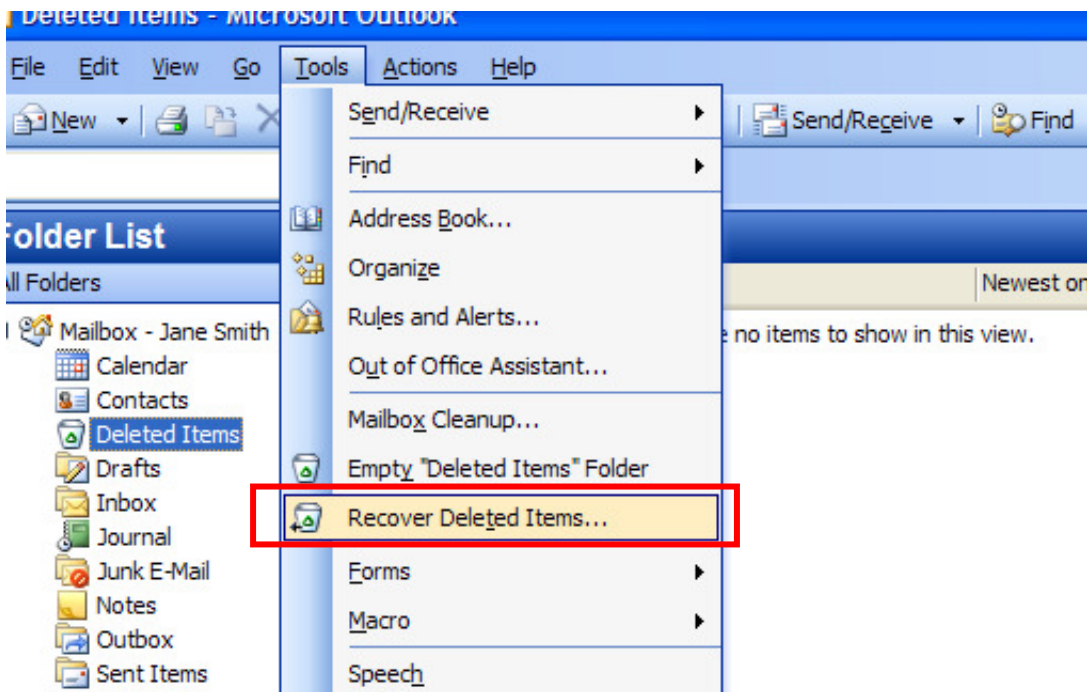 Deleted Items - Microsoft Outlook
File Edit View Go Tools Actions Help
New Send/Receive Find
Send/Receive
Find
Address Book...
Organize
Rules and Alerts...
Out of Office Assistant...
Mailbox Cleanup...
Empty "Deleted Items" Folder
Recover Deleted Items...
Forms
Macro
Speech
Folder List
All Folders
Newest on
Mailbox - Jane Smith
no items to show in this view.
Calendar
Contacts
Deleted Items
Drafts
Inbox
Journal
Junk E-Mail
Notes
Outbox
Sent Items